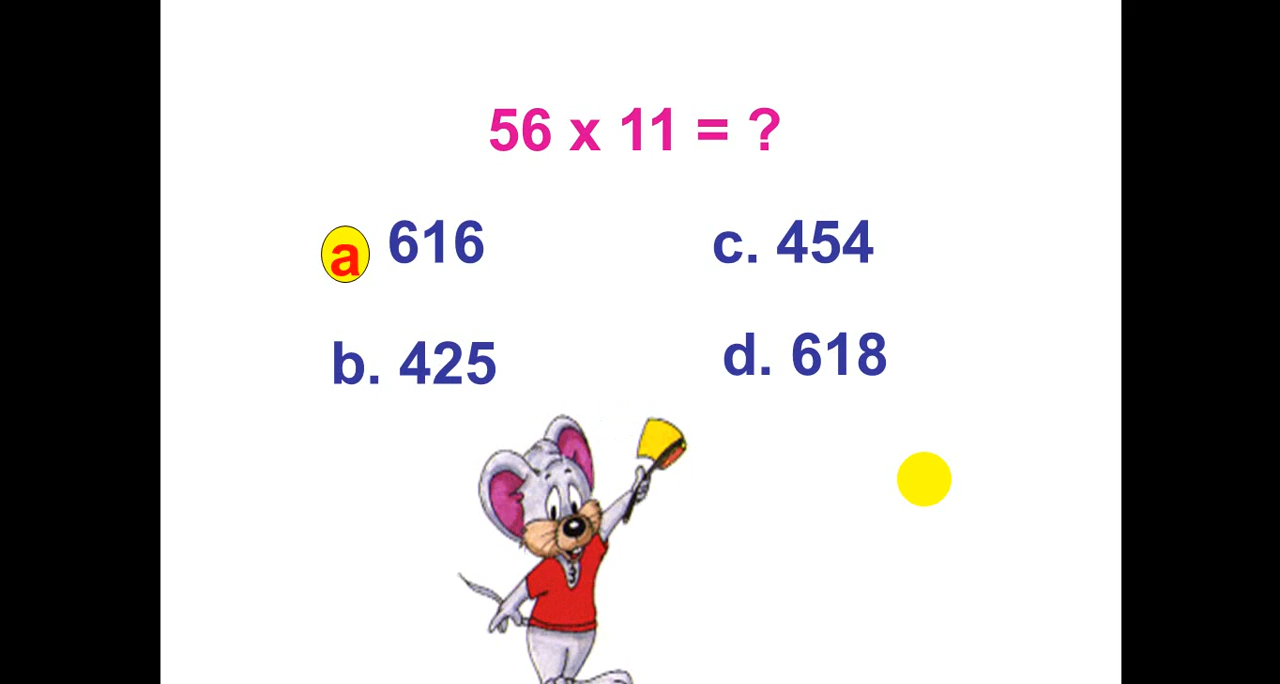 56 x 11 = ?
a 616
b. 425
c. 454
d. 618